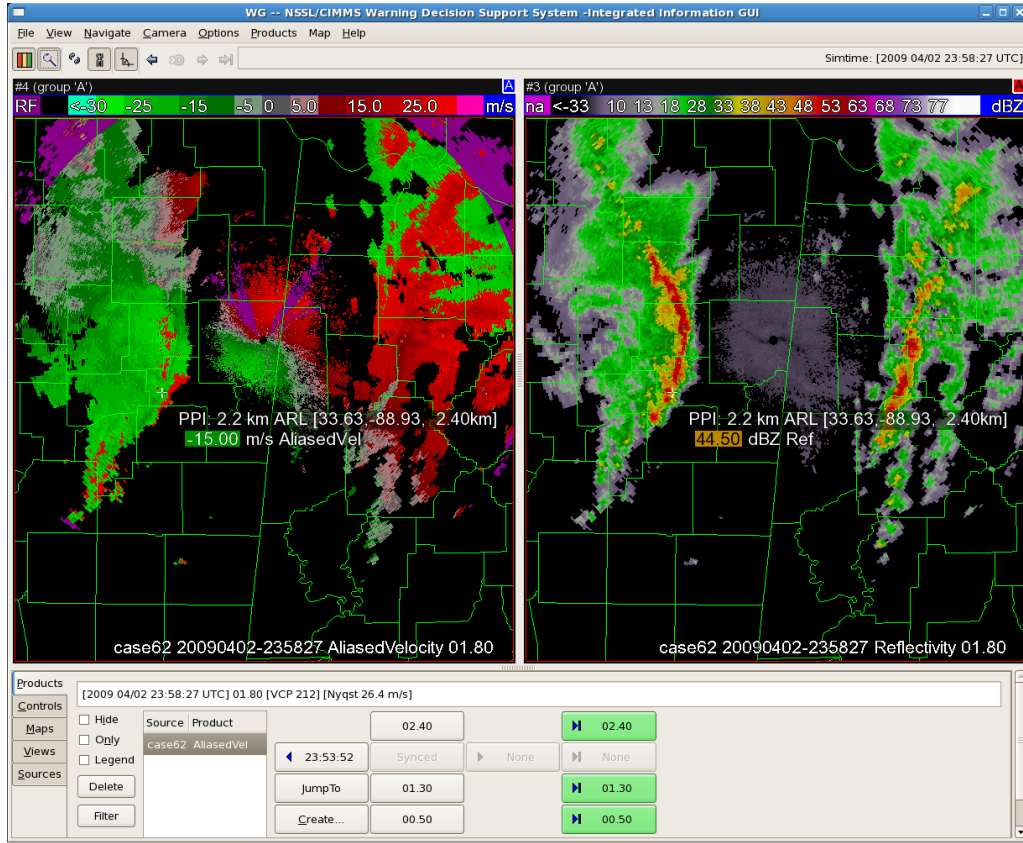 WG -- NSSL/CIMMS Warning Decision Support System -Integrated Information GUI
File View Navigate Camera Options Products Map Help
Simtime: [2009 04/02 23:58:27 UTC]
#4 (group 'A') A
RF <-30 -25 -15 -5 0 5.0 15.0 25.0 m/s
PPI: 2.2 km ARL [33.63,-88.93, 2.40km]
-15.00 m/s AliasedVel
case62 20090402-235827 AliasedVelocity 01.80
#3 (group 'A') A
na <-33 10 13 18 28 33 38 43 48 53 63 68 73 77 dBZ
PPI: 2.2 km ARL [33.63,-88.93, 2.40km]
44.50 dBZ Ref
case62 20090402-235827 Reflectivity 01.80
Products
Controls
Maps
Views
Sources
[2009 04/02 23:58:27 UTC] 01.80 [VCP 212] [Nyqst 26.4 m/s]
Hide
Only
Legend
Delete
Filter
Source Product
case62 AliasedVel
02.40 02.40
23:53:52 Synced None None
JumpTo 01.30 01.30
Create... 00.50 00.50